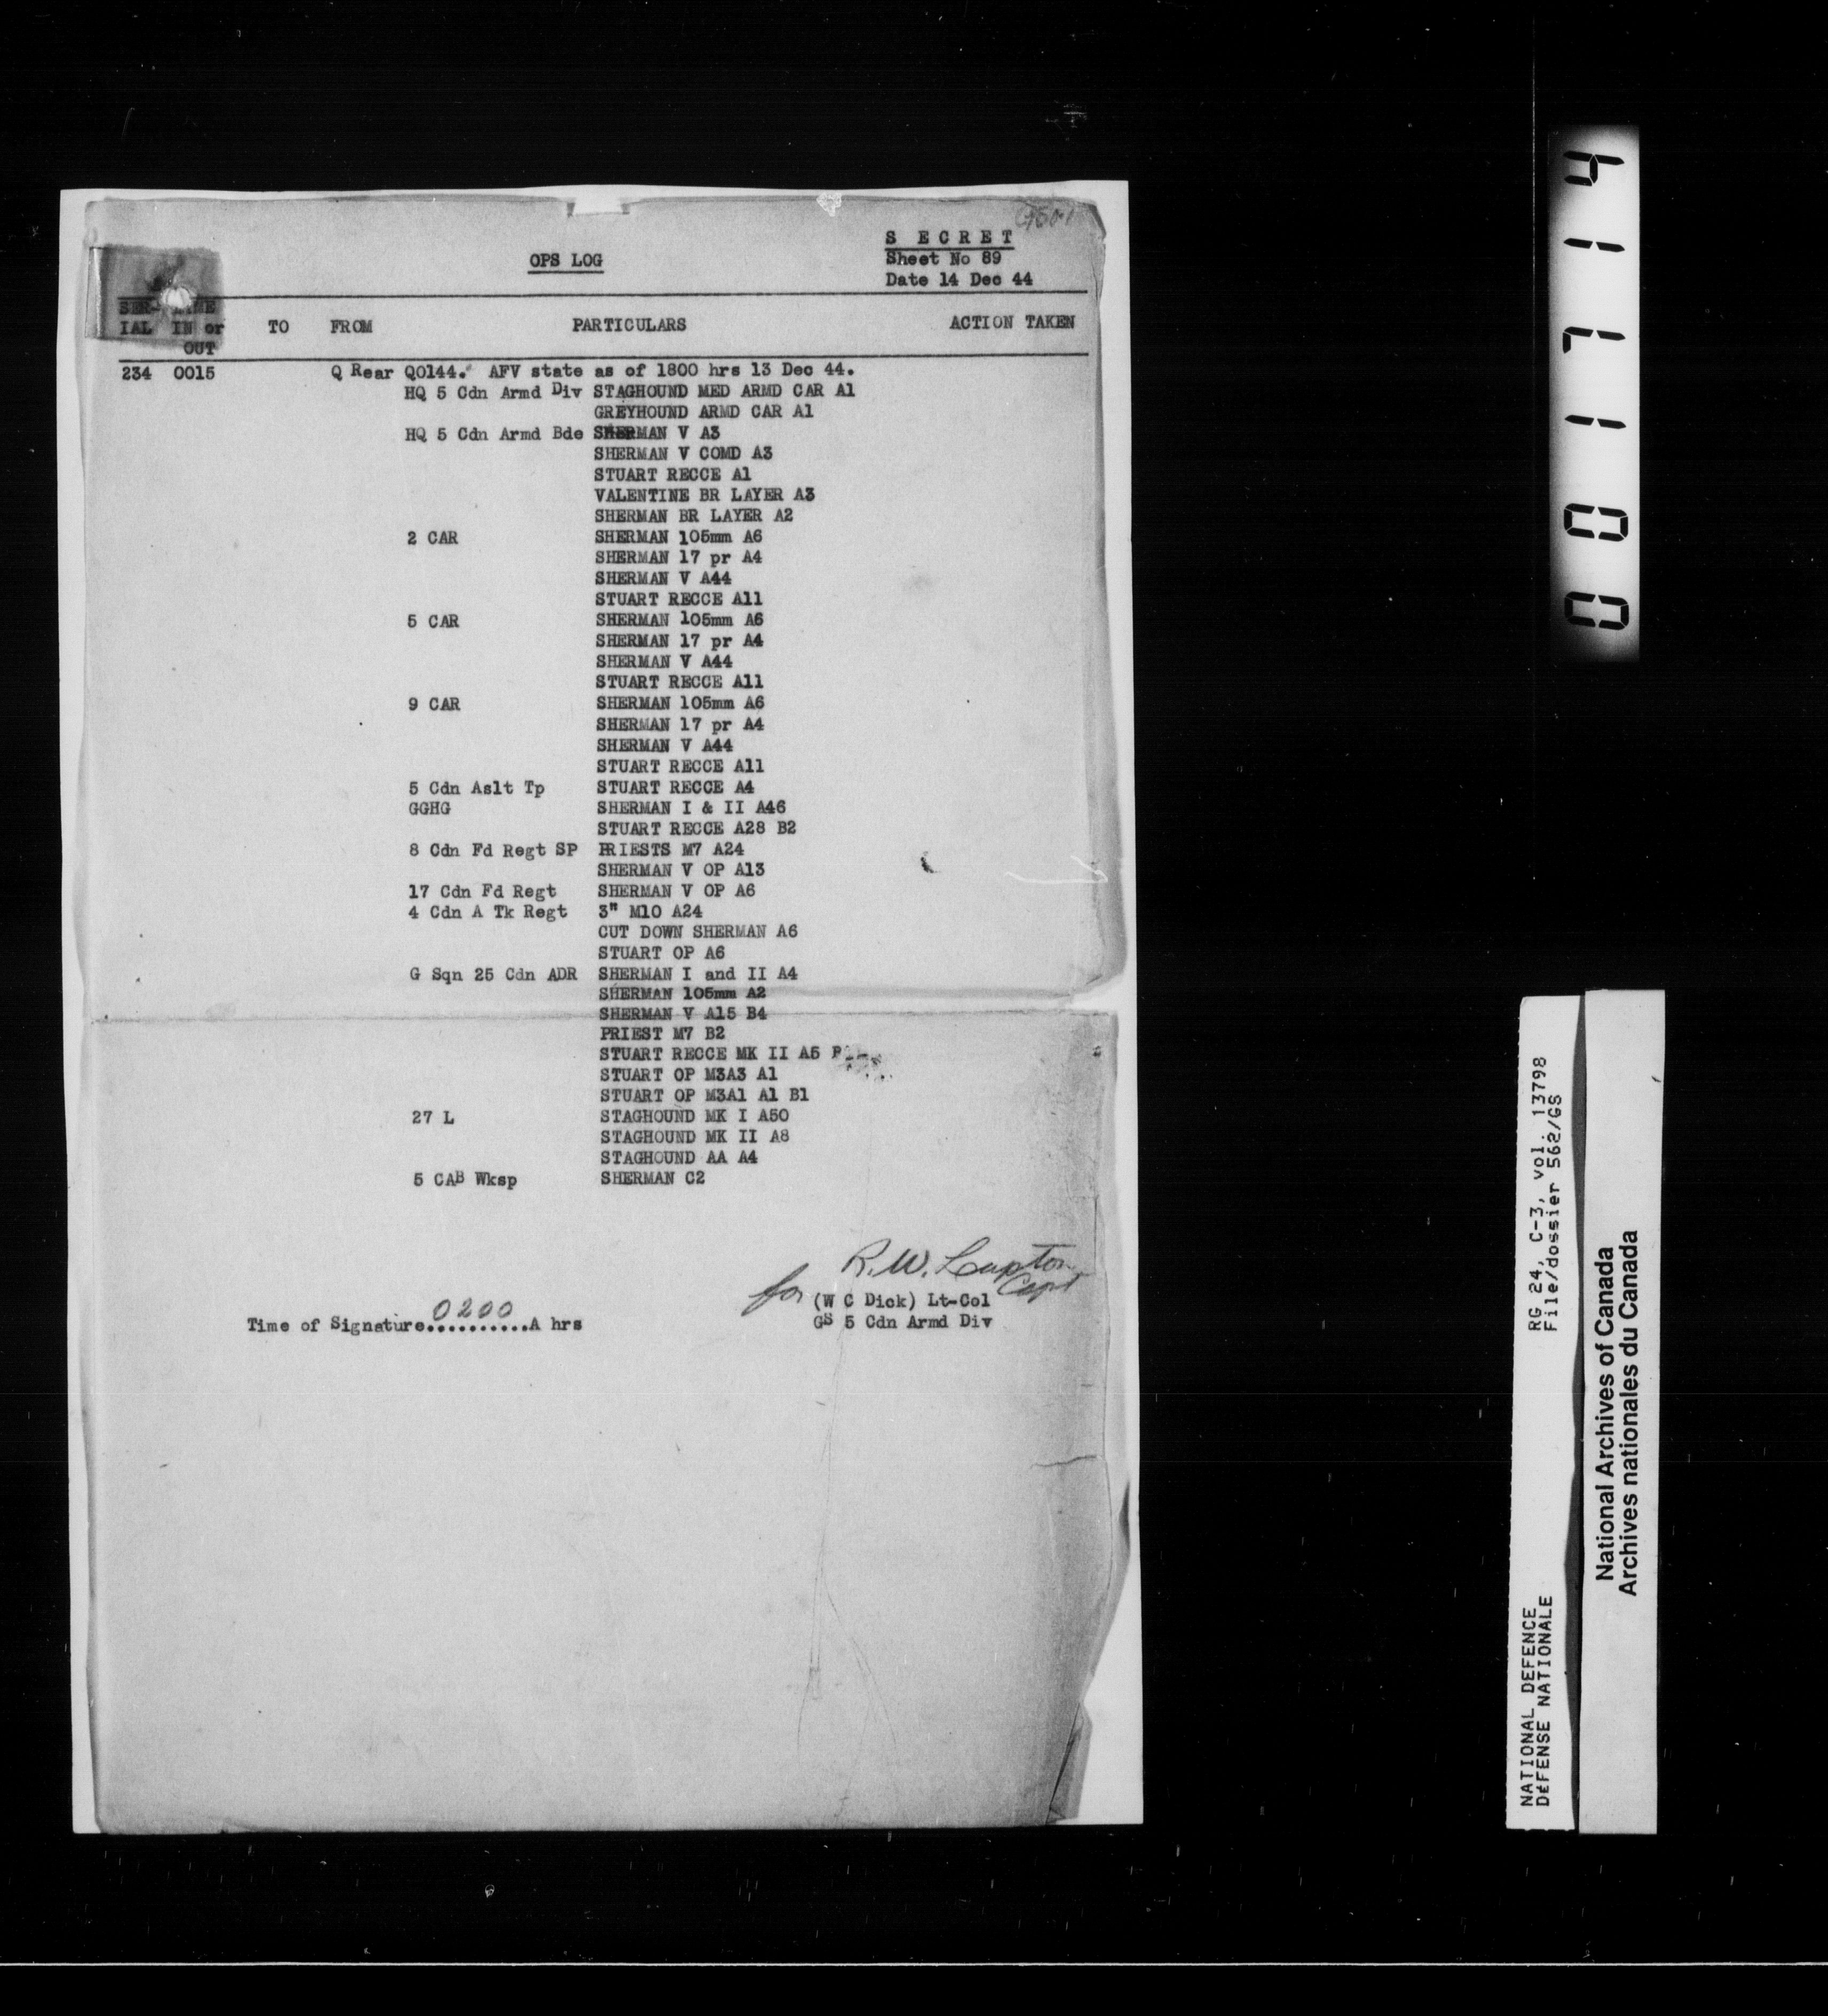 S E C R E T
OPS LOG
Sheet No 89
Date 14 Dec 44
SER- TIME
IAL IN or TO FROM PARTICULARS ACTION TAKEN
OUT
234 0015 Q Rear Q0144. AFV state as of 1800 hrs 13 Dec 44.
HQ 5 Cdn Armd Div STAGHOUND MED ARMD CAR A1
GREYHOUND ARMD CAR A1
HQ 5 Cdn Armd Bde SHERMAN V A3
SHERMAN V COMD A3
STUART RECCE A1
VALENTINE BR LAYER A3
SHERMAN BR LAYER A2
2 CAR SHERMAN 105mm A6
SHERMAN 17 pr A4
SHERMAN V A44
STUART RECCE A11
5 CAR SHERMAN 105mm A6
SHERMAN 17 pr A4
SHERMAN V A44
STUART RECCE A11
9 CAR SHERMAN 105mm A6
SHERMAN 17 pr A4
SHERMAN V A44
STUART RECCE A11
5 Cdn Aslt Tp STUART RECCE A4
GGHG SHERMAN I & II A46
STUART RECCE A28 B2
8 Cdn Fd Regt SP PRIESTS M7 A24
SHERMAN V OP A13
17 Cdn Fd Regt SHERMAN V OP A6
4 Cdn A Tk Regt 3" M10 A24
CUT DOWN SHERMAN A6
STUART OP A6
G Sqn 25 Cdn ADR SHERMAN I and II A4
SHERMAN 105mm A2
SHERMAN V A15 B4
PRIEST M7 B2
STUART RECCE MK II A5
STUART OP M3A3 A1
STUART OP M3A1 A1 B1
27 L STAGHOUND MK I A50
STAGHOUND MK II A8
STAGHOUND AA A4
5 CAB Wksp SHERMAN C2
R.W. Lupton
Capt
for (W C Dick) Lt-Col
Time of Signature..0200..A hrs GS 5 Cdn Armd Div
001714
RG 24, C-3, vol. 13798
File/dossier 562/GS
NATIONAL DEFENCE
DÉFENSE NATIONALE
National Archives of Canada
Archives nationales du Canada